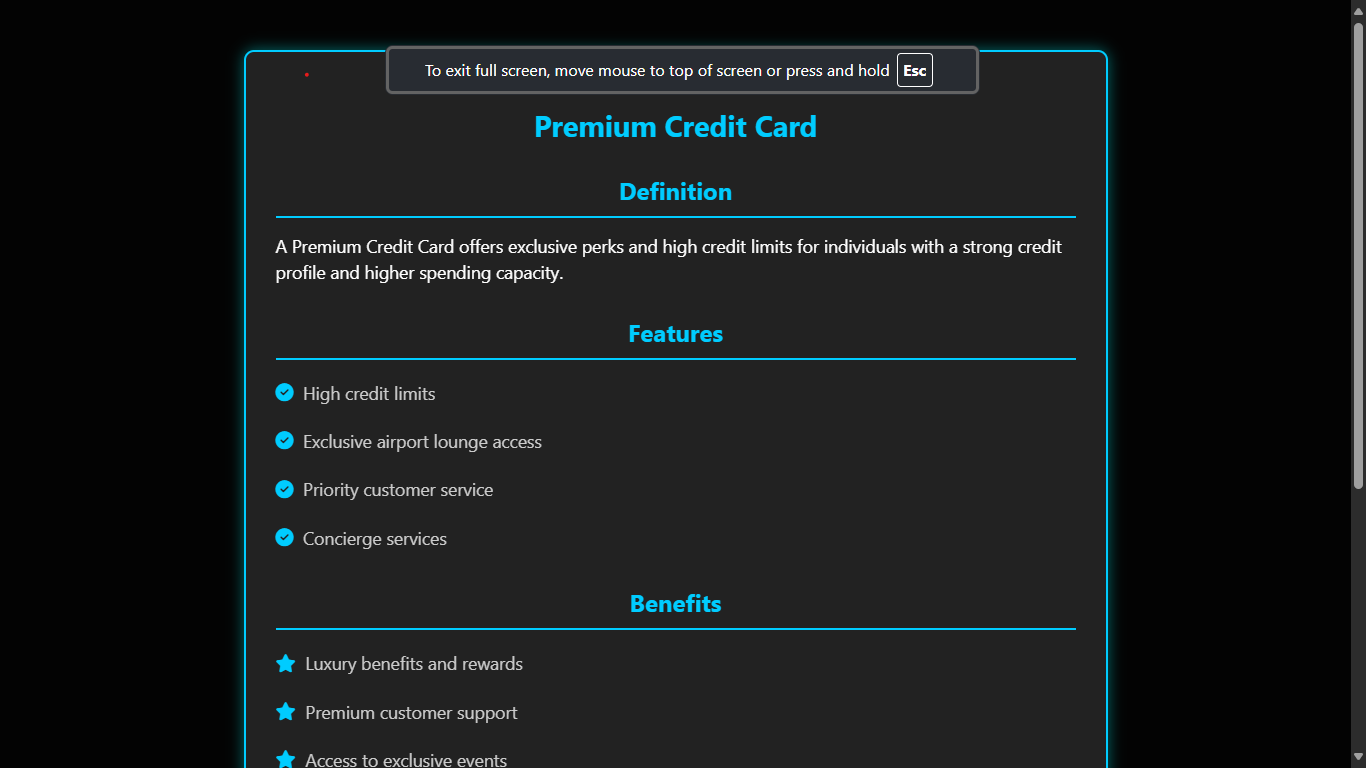 To exit full screen, move mouse to top of screen or press and hold Esc
Premium Credit Card
Definition
A Premium Credit Card offers exclusive perks and high credit limits for individuals with a strong credit
profile and higher spending capacity.
Features
High credit limits
Exclusive airport lounge access
Priority customer service
Concierge services
Benefits
Luxury benefits and rewards
Premium customer support
Access to exclusive events